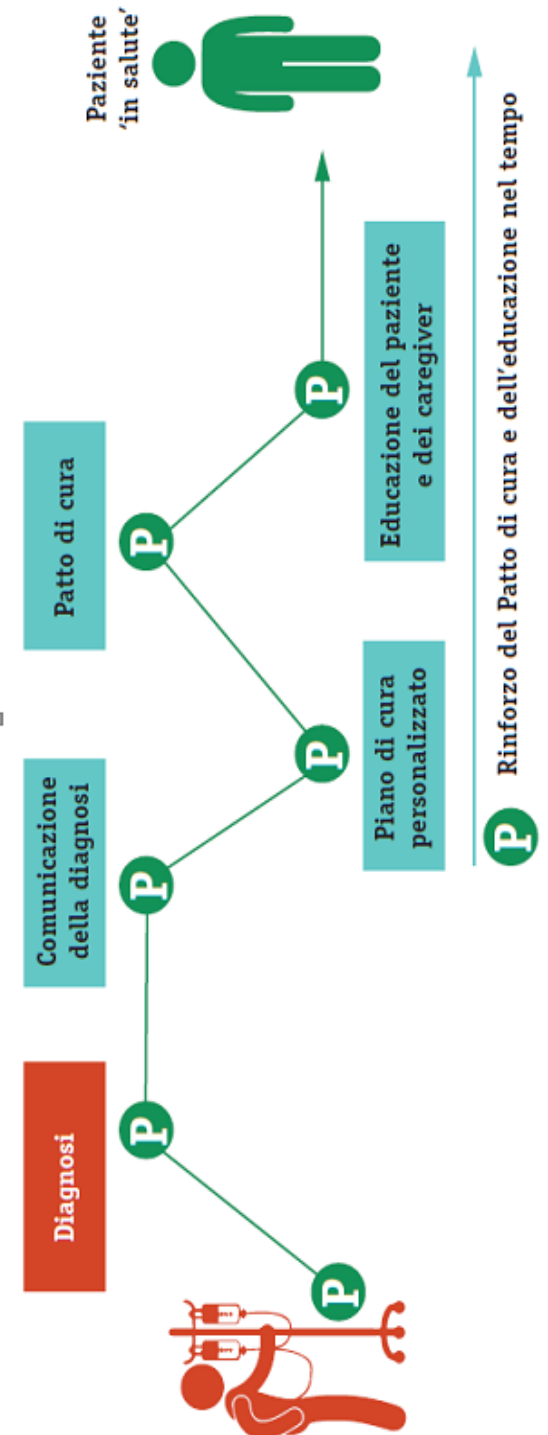 P
Diagnosi
P
Comunicazione
della diagnosi
P
Piano di cura
personalizzato
P
Patto di cura
P
Educazione del paziente
e dei caregiver
P
Paziente
‘in salute’
P
Rinforzo del Patto di cura e dell’educazione nel tempo